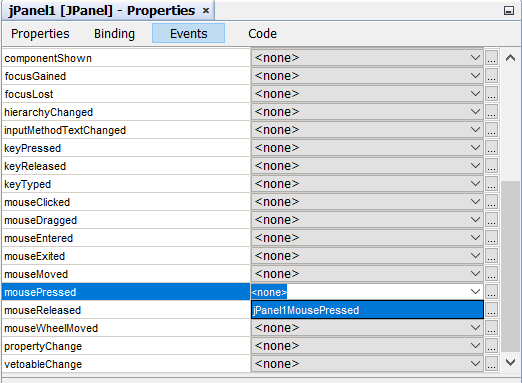 jPanel1 [JPanel] - Properties ×
Properties Binding Events Code
componentShown <none> ...
focusGained <none> ...
focusLost <none> ...
hierarchyChanged <none> ...
inputMethodTextChanged <none> ...
keyPressed <none> ...
keyReleased <none> ...
keyTyped <none> ...
mouseClicked <none> ...
mouseDragged <none> ...
mouseEntered <none> ...
mouseExited <none> ...
mouseMoved <none> ...
mousePressed <none> ...
mouseReleased jPanel1MousePressed ...
mouseWheelMoved <none> ...
propertyChange <none> ...
vetoableChange <none> ...